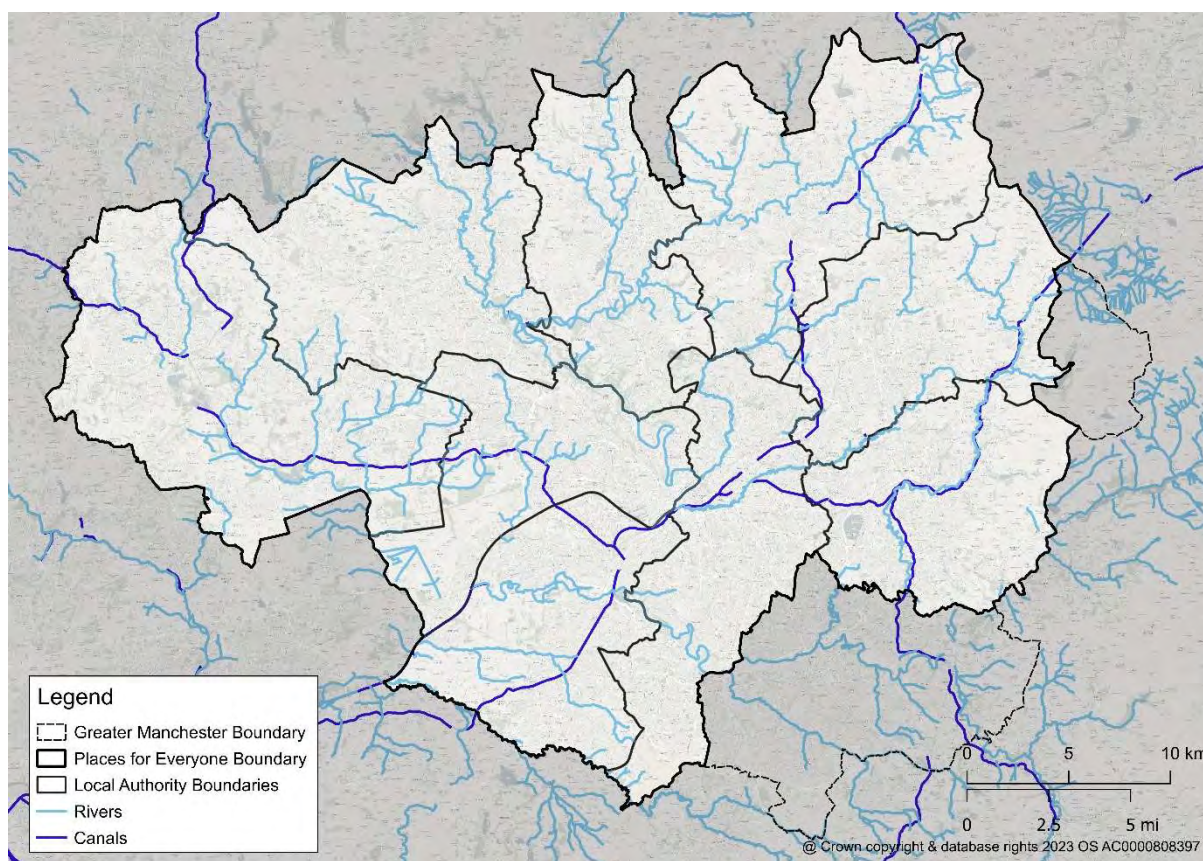 Legend
Greater Manchester Boundary
Places for Everyone Boundary
Local Authority Boundaries
Rivers
Canals
0 5 10 km
0 2.5 5 mi
@ Crown copyright & database rights 2023 OS AC0000808397